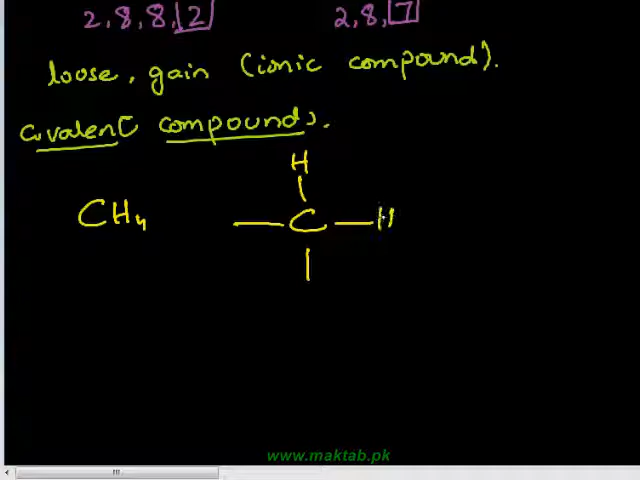 2,8,8,2 2,8,7
loose, gain (ionic compound).
covalent compounds.
H
CH4 C H
www.maktab.pk